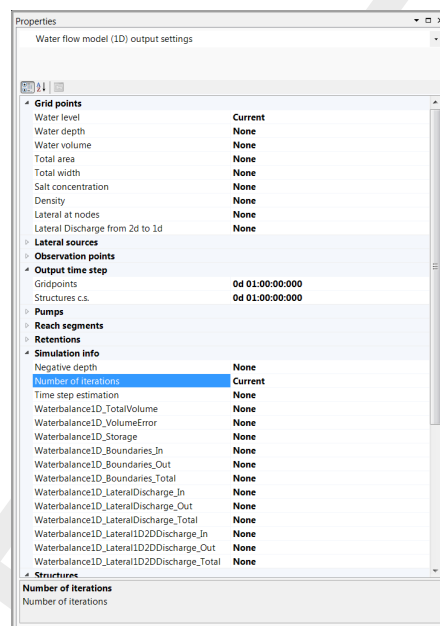 Properties
Water flow model (1D) output settings
Grid points
Water level Current
Water depth None
Water volume None
Total area None
Total width None
Salt concentration None
Density None
Lateral at nodes None
Lateral Discharge from 2d to 1d None
Lateral sources
Observation points
Output time step
Gridpoints 0d 01:00:00:000
Structures c.s. 0d 01:00:00:000
Pumps
Reach segments
Retentions
Simulation info
Negative depth None
Number of iterations Current
Time step estimation None
Waterbalance1D_TotalVolume None
Waterbalance1D_VolumeError None
Waterbalance1D_Storage None
Waterbalance1D_Boundaries_In None
Waterbalance1D_Boundaries_Out None
Waterbalance1D_Boundaries_Total None
Waterbalance1D_LateralDischarge_In None
Waterbalance1D_LateralDischarge_Out None
Waterbalance1D_LateralDischarge_Total None
Waterbalance1D_Lateral1D2DDischarge_In None
Waterbalance1D_Lateral1D2DDischarge_Out None
Waterbalance1D_Lateral1D2DDischarge_Total None
Structures
Number of iterations
Number of iterations